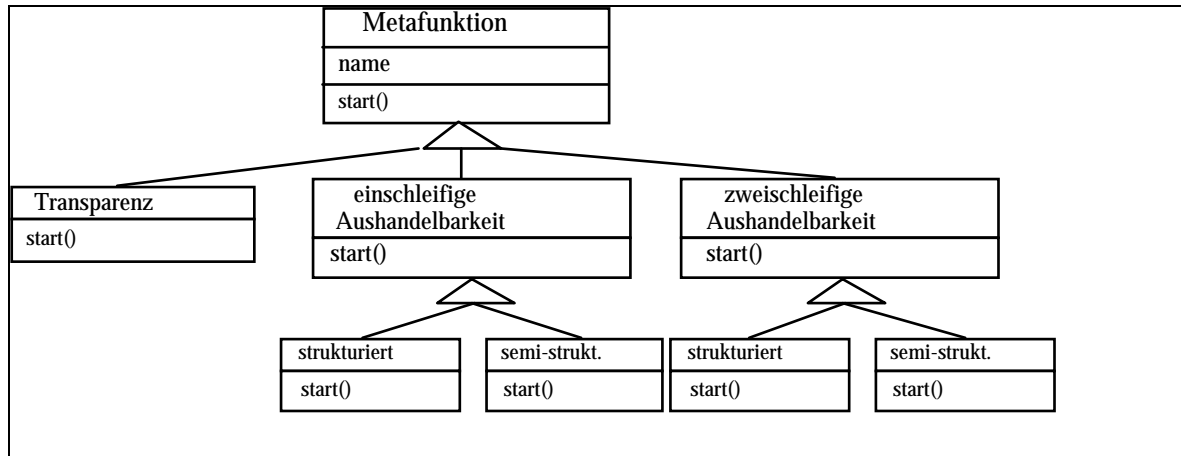 Metafunktion
name
start()
Transparenz
start()
einschleifige
Aushandelbarkeit
start()
zweischleifige
Aushandelbarkeit
start()
strukturiert
start()
semi-strukt.
start()
strukturiert
start()
semi-strukt.
start()